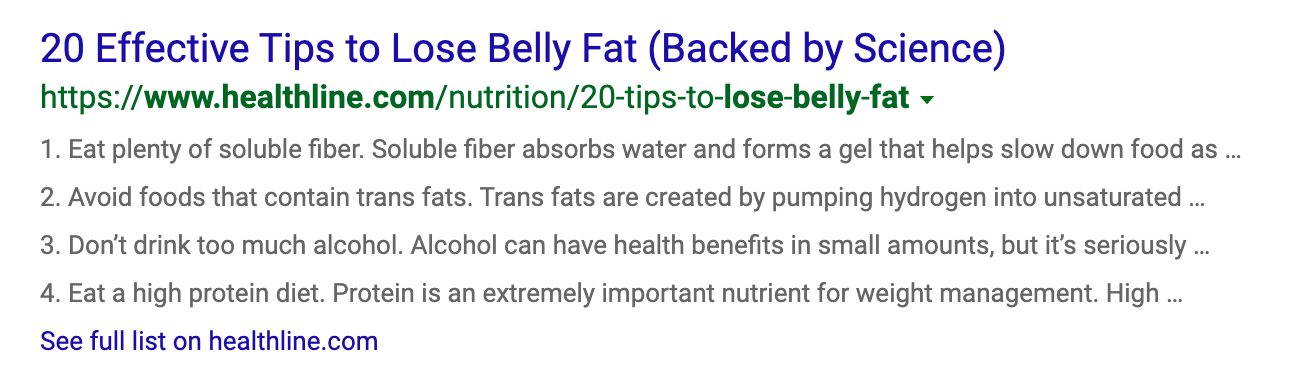 20 Effective Tips to Lose Belly Fat (Backed by Science)
https://www.healthline.com/nutrition/20-tips-to-lose-belly-fat
1. Eat plenty of soluble fiber. Soluble fiber absorbs water and forms a gel that helps slow down food as ...
2. Avoid foods that contain trans fats. Trans fats are created by pumping hydrogen into unsaturated ...
3. Don’t drink too much alcohol. Alcohol can have health benefits in small amounts, but it’s seriously ...
4. Eat a high protein diet. Protein is an extremely important nutrient for weight management. High ...
See full list on healthline.com